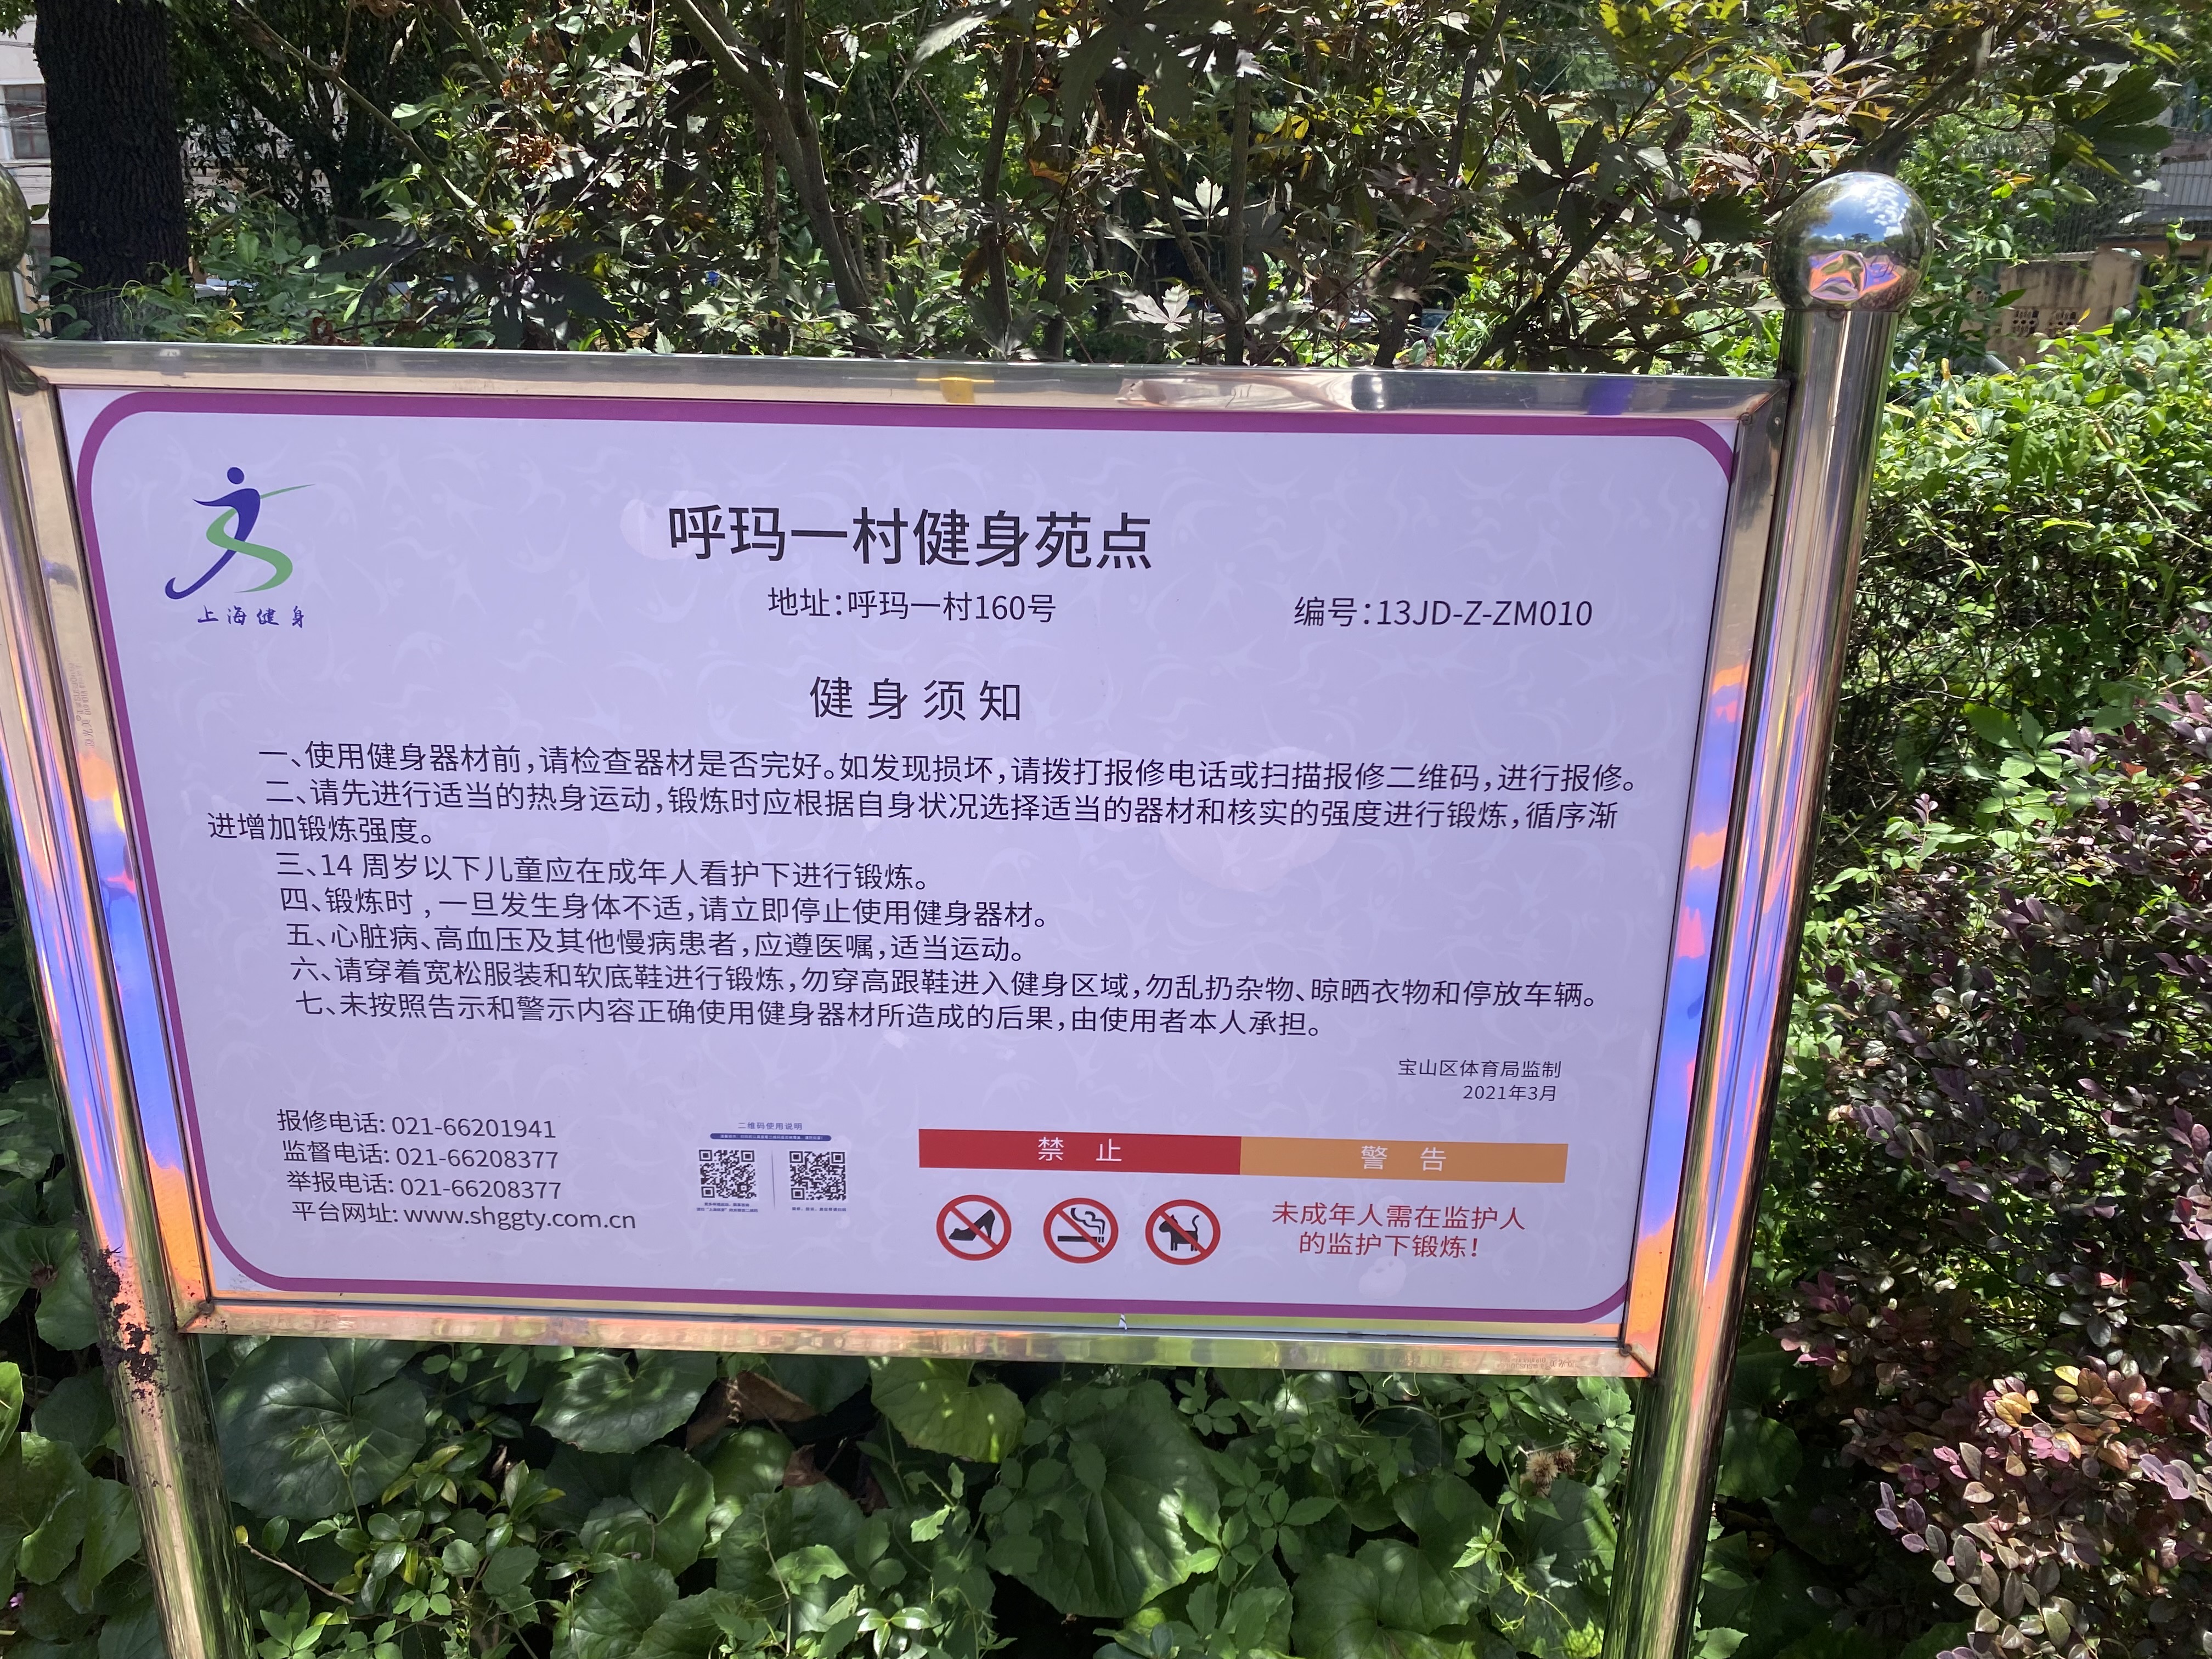 上海健身
呼玛一村健身苑点
地址：呼玛一村160号
编号：13JD-Z-ZM010
健身须知
一、使用健身器材前，请检查器材是否完好。如发现损坏，请拨打报修电话或扫描报修二维码，进行报修。
二、请先进行适当的热身运动，锻炼时应根据自身状况选择适当的器材和核实的强度进行锻炼，循序渐
进增加锻炼强度。
三、14 周岁以下儿童应在成年人看护下进行锻炼。
四、锻炼时，一旦发生身体不适，请立即停止使用健身器材。
五、心脏病、高血压及其他慢病患者，应遵医嘱，适当运动。
六、请穿着宽松服装和软底鞋进行锻炼，勿穿高跟鞋进入健身区域，勿乱扔杂物、晾晒衣物和停放车辆。
七、未按照告示和警示内容正确使用健身器材所造成的后果，由使用者本人承担。
宝山区体育局监制
2021年3月
报修电话: 021-66201941
监督电话: 021-66208377
举报电话: 021-66208377
平台网址: www.shggty.com.cn
二维码使用说明
禁 止
警 告
未成年人需在监护人
的监护下锻炼！